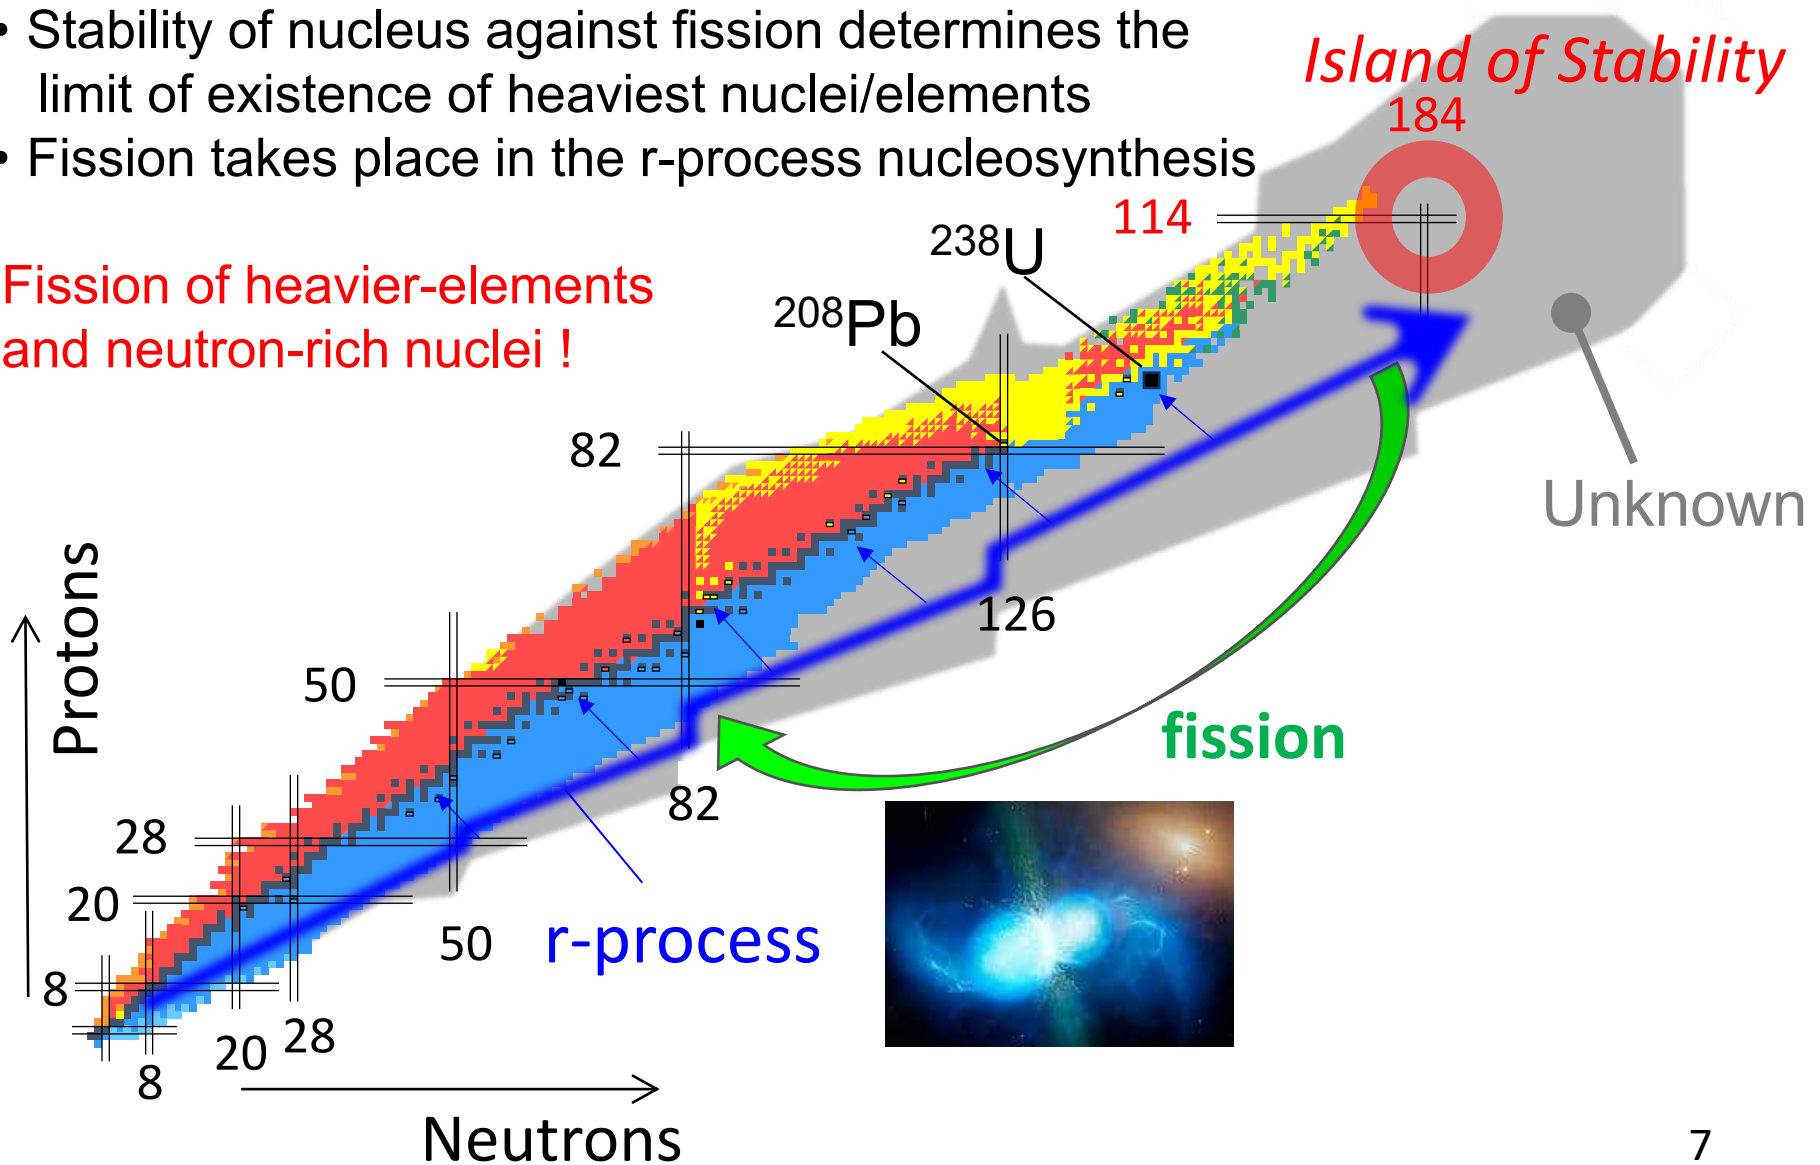 • Stability of nucleus against fission determines the
limit of existence of heaviest nuclei/elements
• Fission takes place in the r-process nucleosynthesis
Island of Stability
184
114
Fission of heavier-elements
and neutron-rich nuclei !
²³⁸U
²⁰⁸Pb
82
Unknown
126
50
fission
82
28
20
50
r-process
8
20
28
8
Protons
Neutrons
7